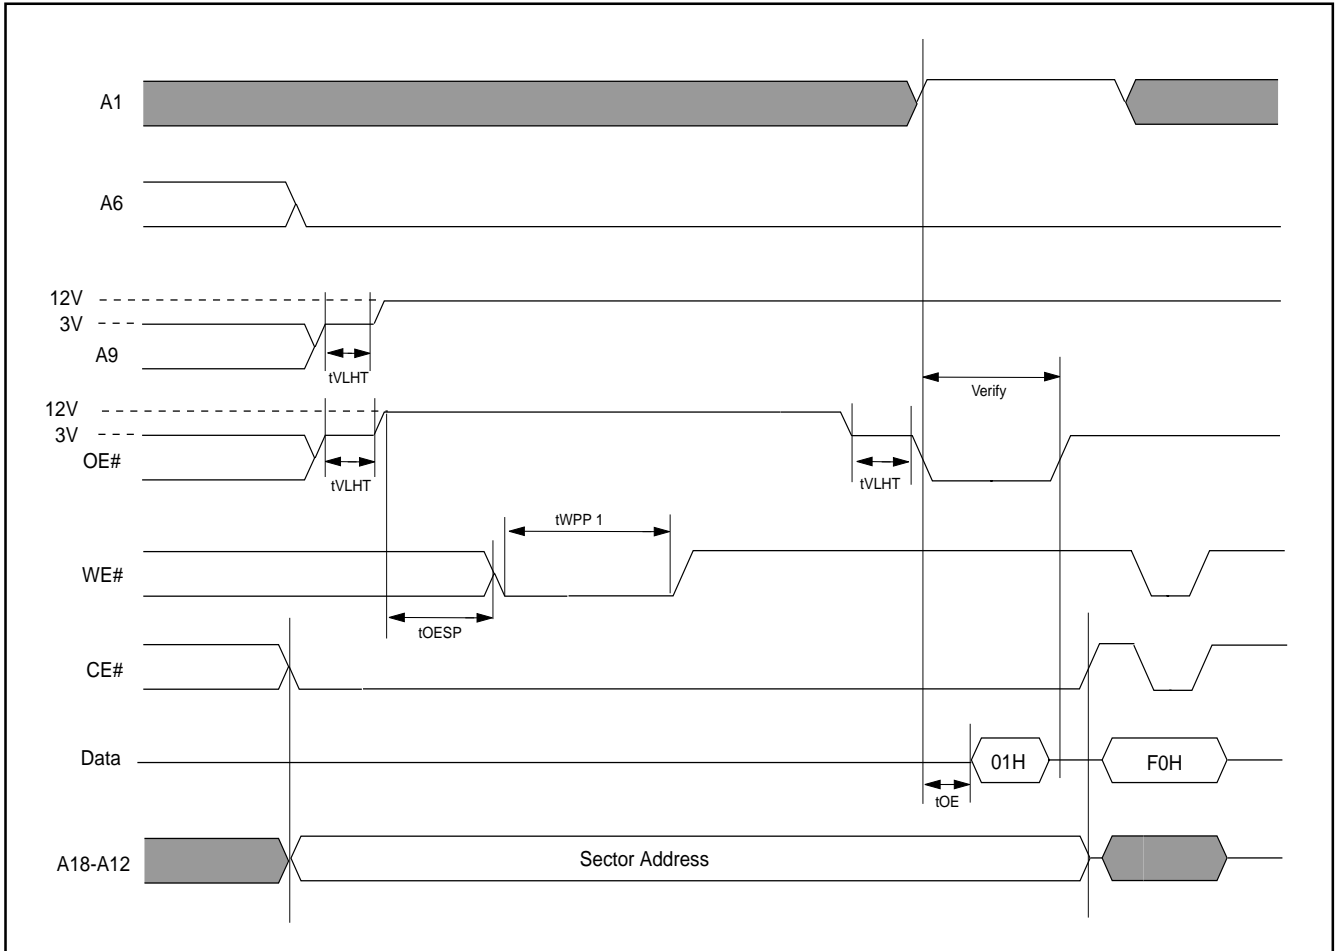 A1
A6
12V
3V
A9
tVLHT
12V
3V
OE#
tVLHT
tVLHT
Verify
tWPP 1
WE#
tOESP
CE#
Data
01H
F0H
tOE
A18-A12
Sector Address